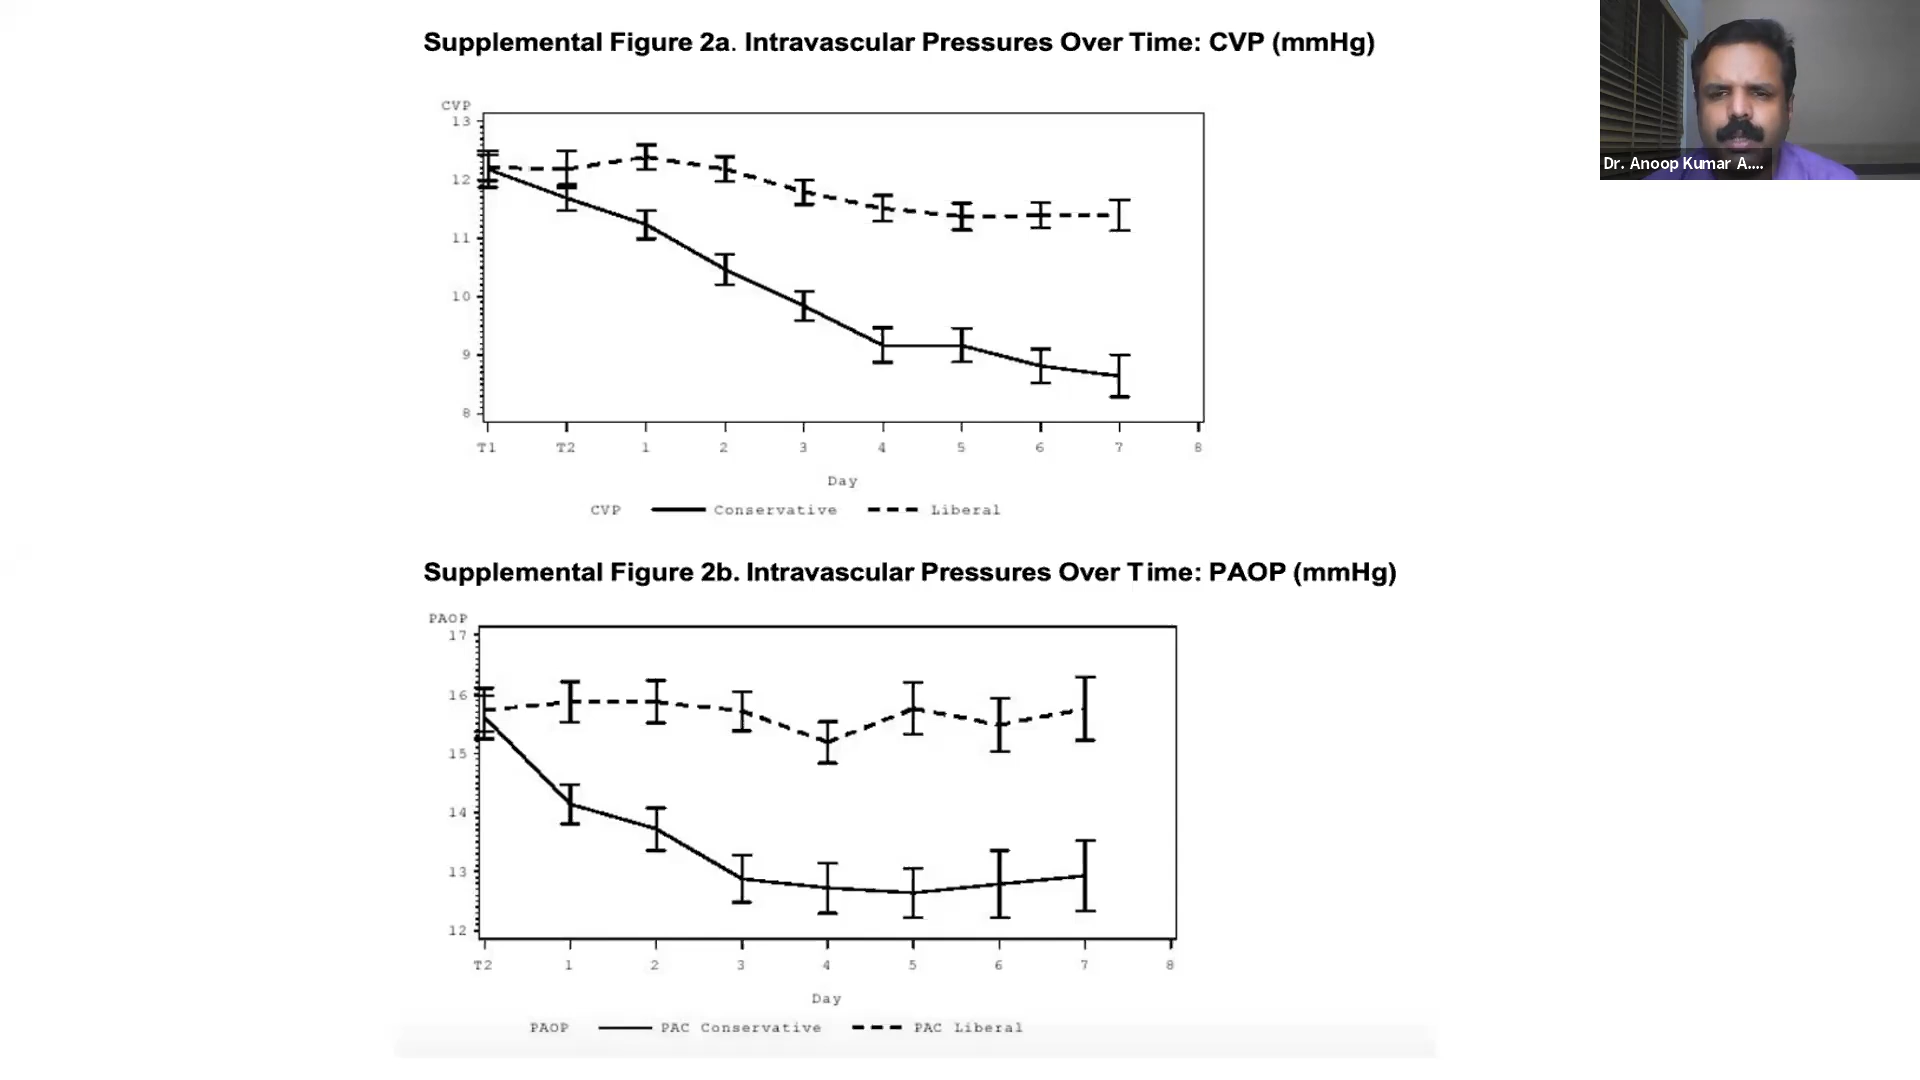 Supplemental Figure 2a. Intravascular Pressures Over Time: CVP (mmHg)
Dr. Anoop Kumar A....
CVP
13
12
11
10
9
8
T1 T2 1 2 3 4 5 6 7 8
Day
CVP Conservative Liberal
Supplemental Figure 2b. Intravascular Pressures Over Time: PAOP (mmHg)
PAOP
17
16
15
14
13
12
T2 1 2 3 4 5 6 7 8
Day
PAOP PAC Conservative PAC Liberal